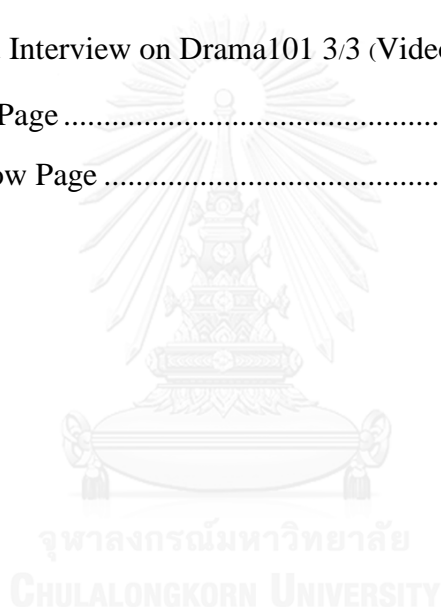 Interview on Drama101 3/3 (Video
Page ........................................
ow Page ..................................
จุฬาลงกรณ์มหาวิทยาลัย
CHULALONGKORN UNIVERSITY